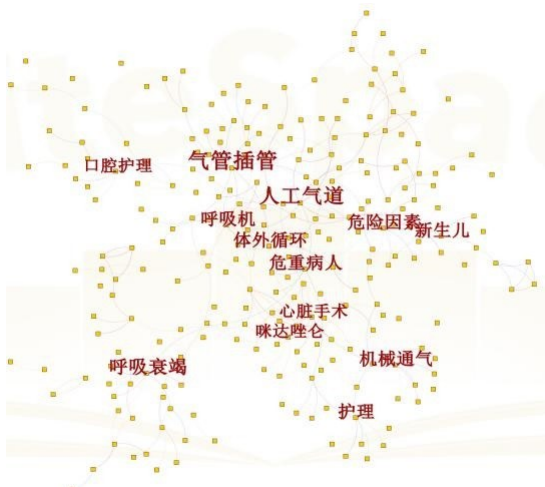 口腔护理
气管插管
人工气道
呼吸机
危险因素
新生儿
体外循环
危重病人
心脏手术
咪达唑仑
呼吸衰竭
机械通气
护理